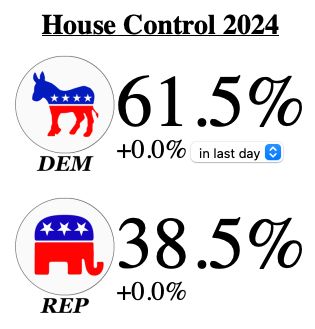 House Control 2024
61.5%
+0.0% in last day
DEM
38.5%
+0.0%
REP